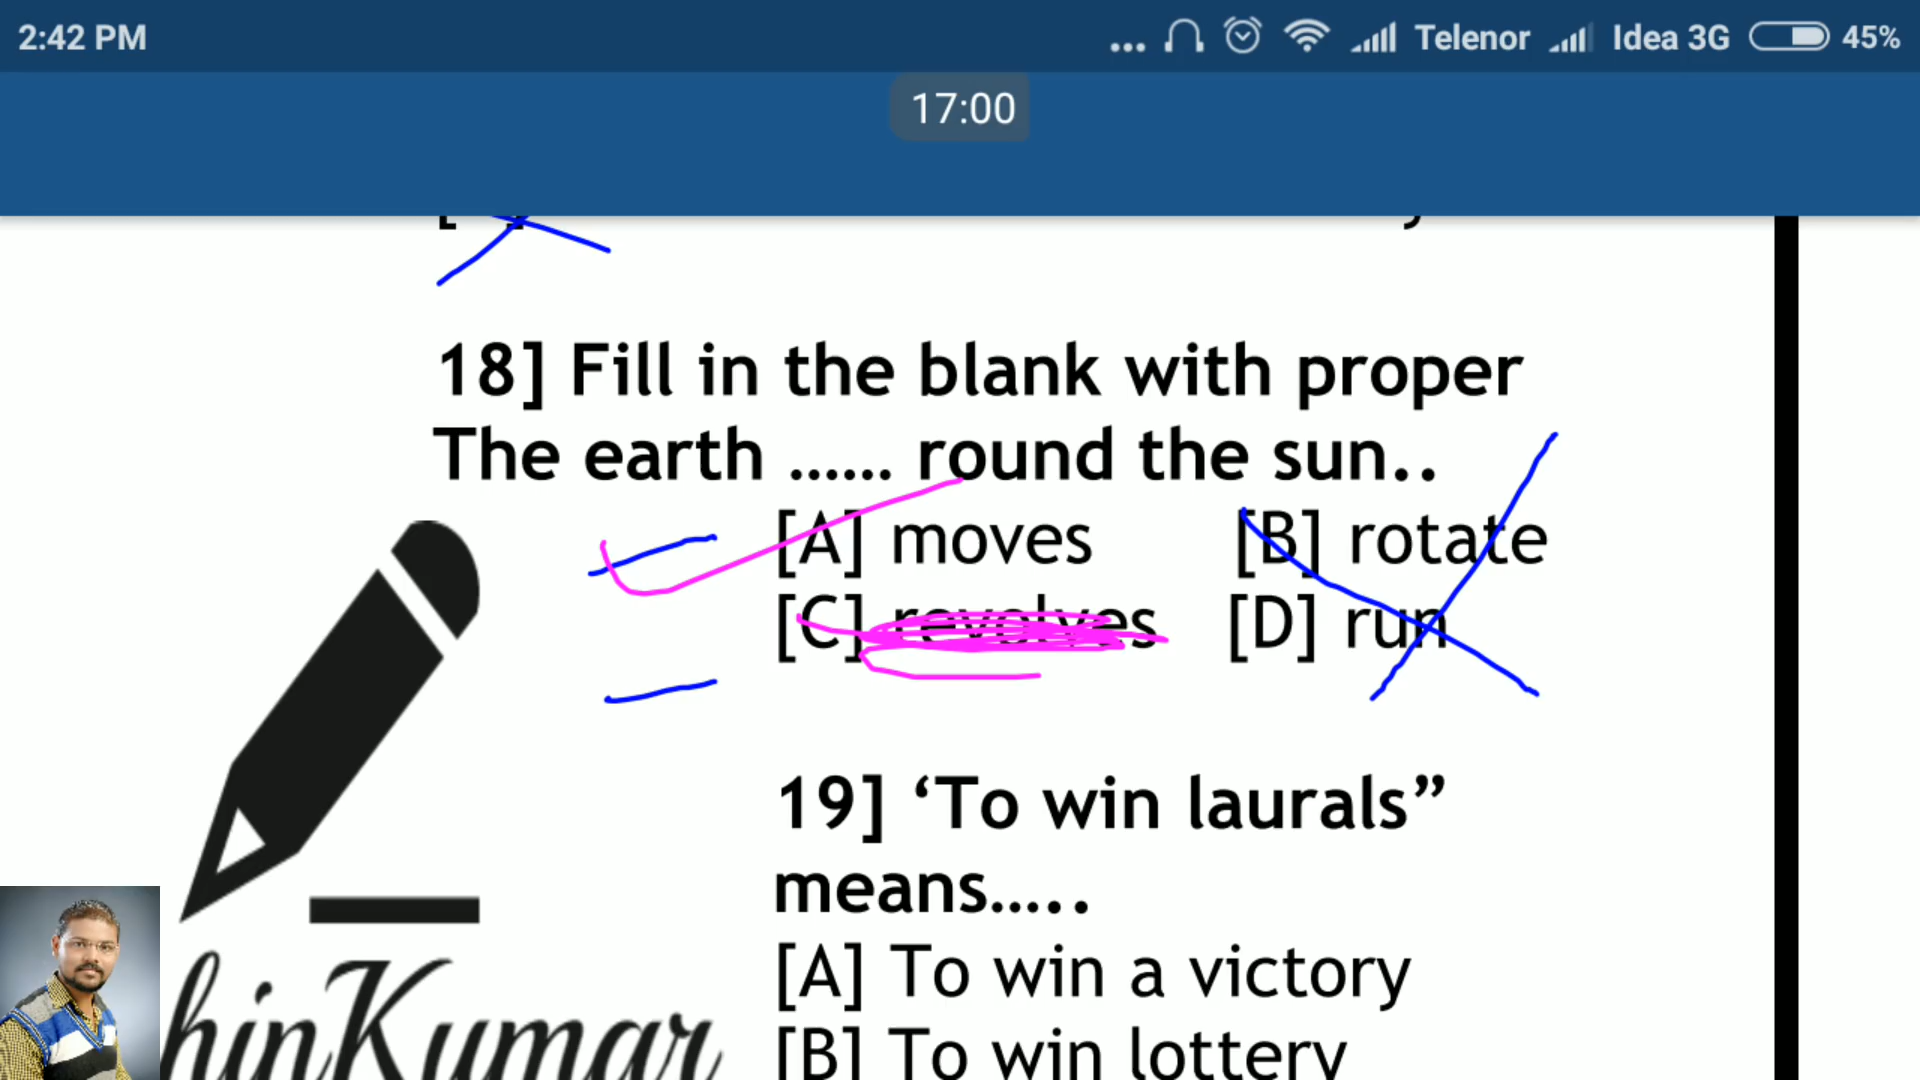 2:42 PM ... Telenor Idea 3G 45%
17:00
18] Fill in the blank with proper
The earth ...... round the sun..
[A] moves [B] rotate
[C] revolves [D] run
19] ‘To win laurals”
means.....
[A] To win a victory
[B] To win lottery
hinKumar